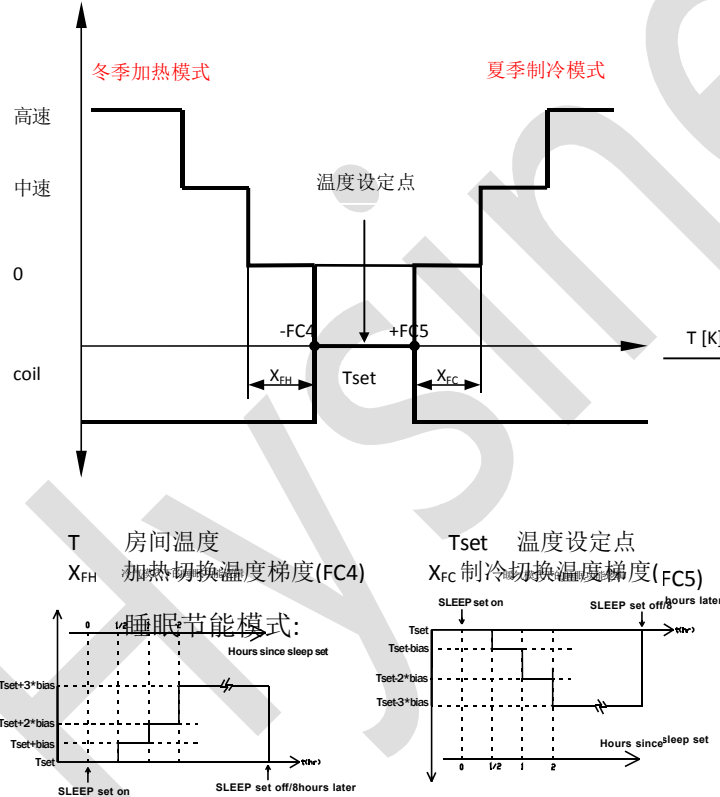 冬季加热模式
夏季制冷模式
高速
中速
温度设定点
0
-FC4
+FC5
T [K]
coil
XFH
Tset
XFC
T 房间温度
Tset 温度设定点
XFH 加热切换温度梯度(FC4)
XFC 制冷切换温度梯度(FC5)
睡眠节能模式:
0
1/2
1
2
Hours since sleep set
Tset+3*bias
Tset+2*bias
Tset+bias
Tset
t(hr)
SLEEP set on
SLEEP set off/8hours later
SLEEP set on
SLEEP set off/8hours later
Tset
t(hr)
Tset-bias
Tset-2*bias
Tset-3*bias
Hours since sleep set
0
1/2
1
2
Hysine